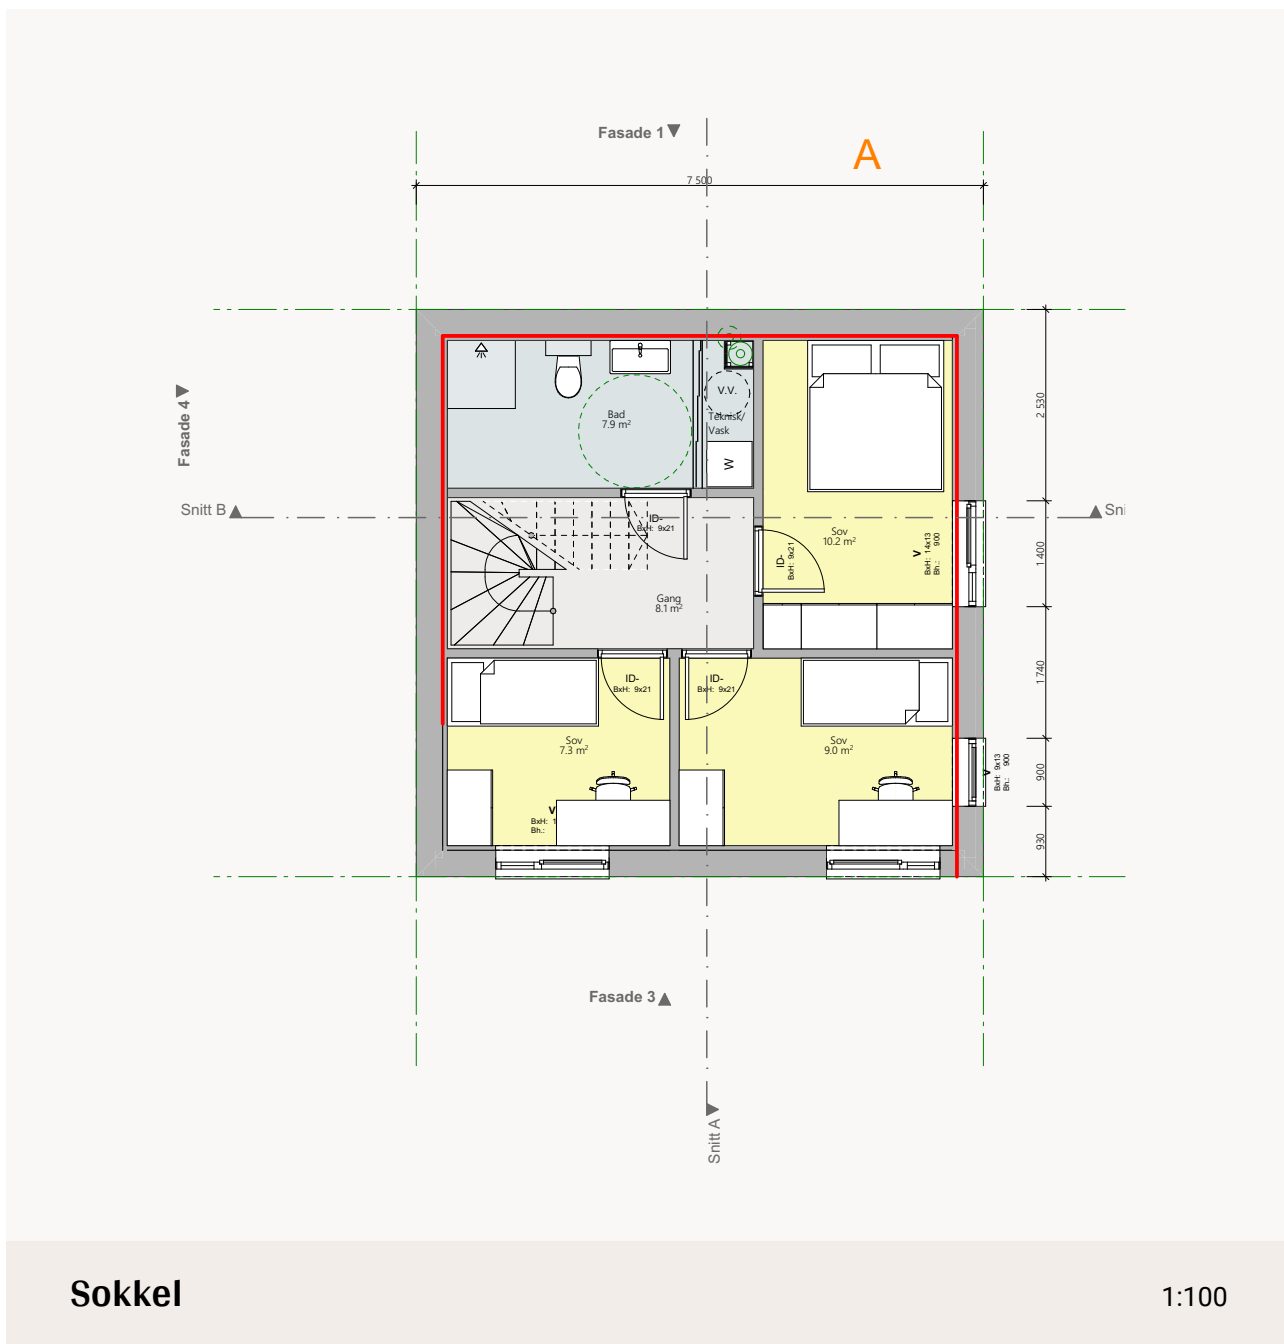 Fasade 1
A
7 500
Fasade 4
Snitt B
Sni
2 530
1 400
1 740
900
930
Bad
7.9 m²
V.V.
Teknisk/
Vask
W
ID-
BxH: 9x21
Sov
10.2 m²
ID-
BxH: 9x21
V
BxH: 14x13
Bh.: 900
Gang
8.1 m²
ID-
BxH: 9x21
ID-
BxH: 9x21
Sov
7.3 m²
Sov
9.0 m²
V
BxH: 9x13
Bh.: 900
V
BxH: 1
Bh.:
Fasade 3
Snitt A
Sokkel
1:100